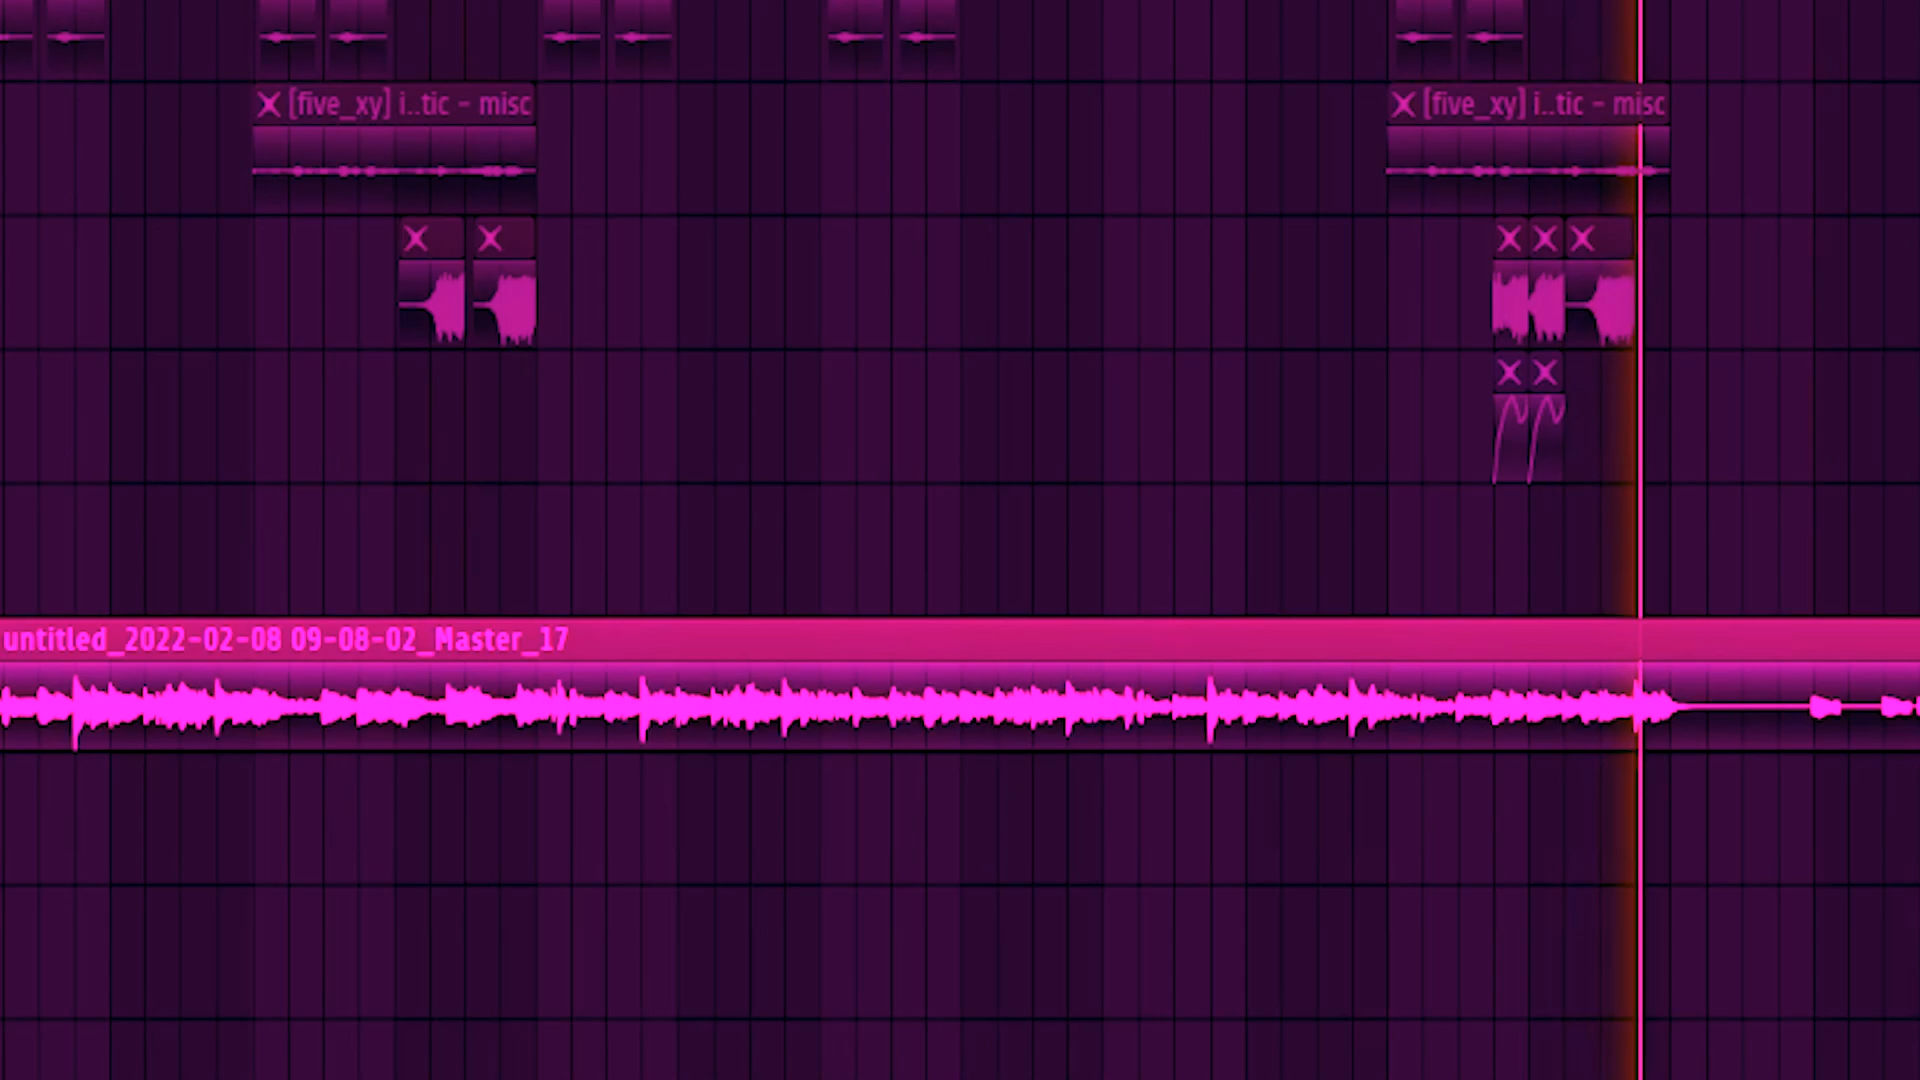 [five_xy] i..tic - misc
[five_xy] i..tic - misc
untitled_2022-02-08 09-08-02_Master_17